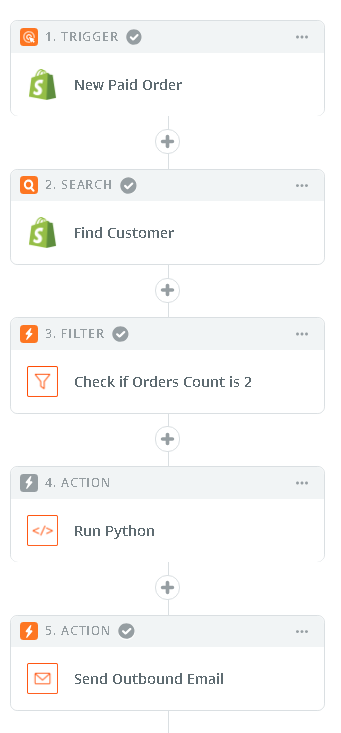 1. TRIGGER
New Paid Order
2. SEARCH
Find Customer
3. FILTER
Check if Orders Count is 2
4. ACTION
</>
Run Python
5. ACTION
Send Outbound Email